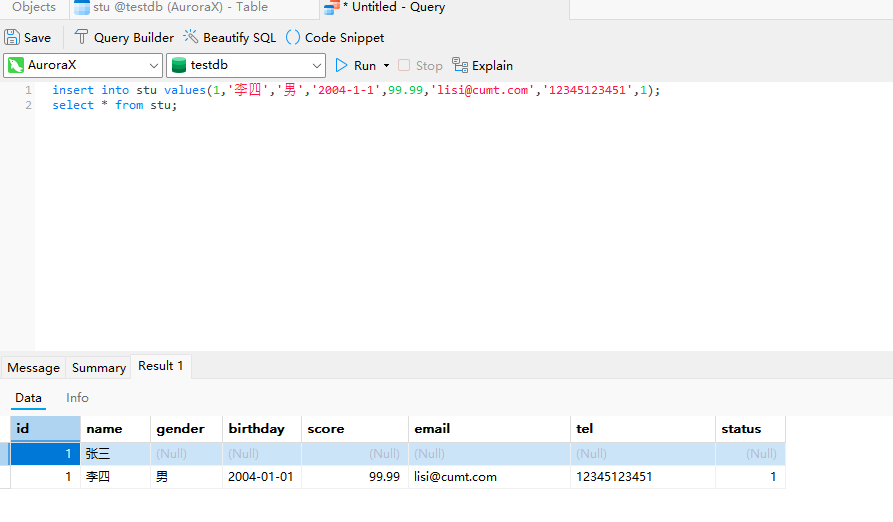 Objects stu @testdb (AuroraX) - Table * Untitled - Query
Save Query Builder Beautify SQL () Code Snippet
AuroraX testdb Run Stop Explain
1 insert into stu values(1,'李四','男','2004-1-1',99.99,'lisi@cumt.com','12345123451',1);
2 select * from stu;
Message Summary Result 1
Data Info
id name gender birthday score email tel status
1 张三 (Null) (Null) (Null) (Null) (Null) (Null)
1 李四 男 2004-01-01 99.99 lisi@cumt.com 12345123451 1